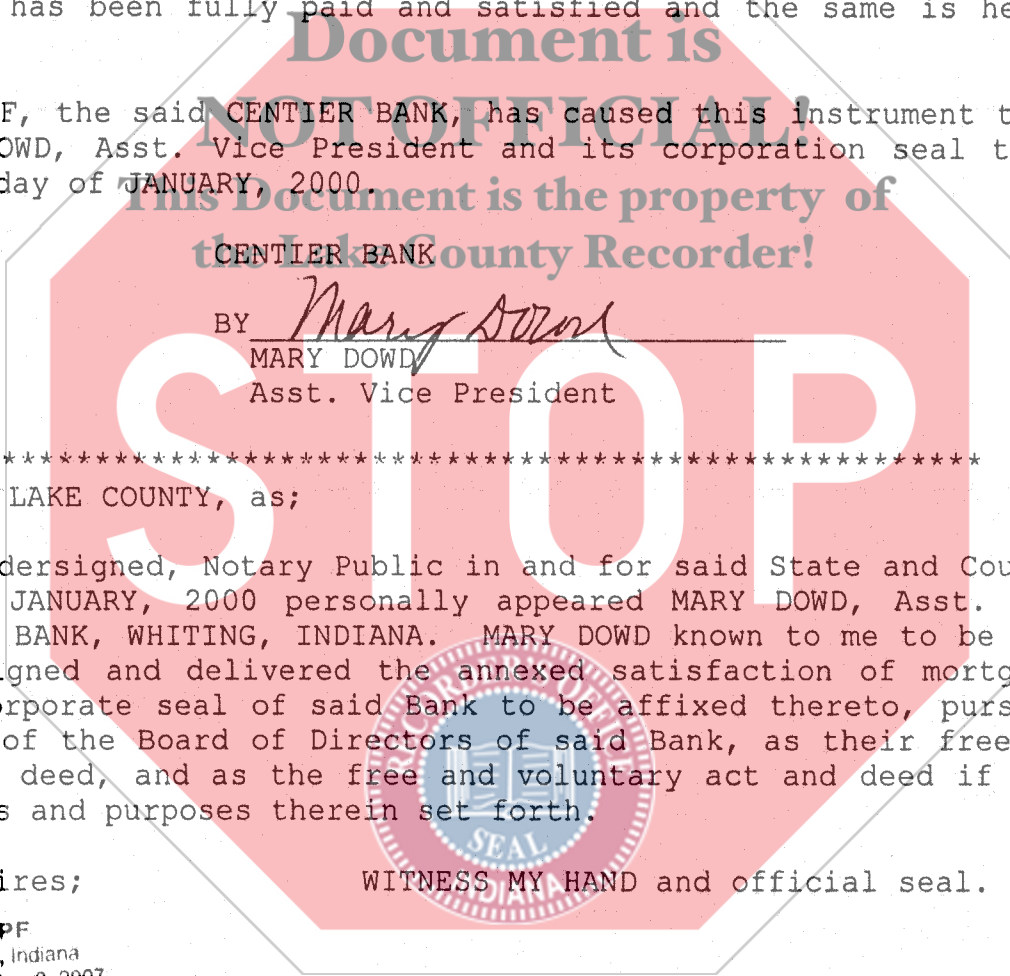 has been fully paid and satisfied and the same is he
Document is
F, the said CENTIER BANK, has caused this instrument t
NOT OFFICIAL!
OWD, Asst. Vice President and its corporation seal t
day of JANUARY, 2000.
This Document is the property of
the Lake County Recorder!
CENTIER BANK
BY Mary Dowd
MARY DOWD
Asst. Vice President
STOP
***************************************************
LAKE COUNTY, as;
dersigned, Notary Public in and for said State and Cou
JANUARY, 2000 personally appeared MARY DOWD, Asst.
BANK, WHITING, INDIANA. MARY DOWD known to me to be
igned and delivered the annexed satisfaction of mortg
orporate seal of said Bank to be affixed thereto, purs
of the Board of Directors of said Bank, as their free
deed, and as the free and voluntary act and deed if
s and purposes therein set forth.
RECORDER'S OFFICE
SEAL
INDIANA
ires; WITNESS MY HAND and official seal.
PF
, Indiana